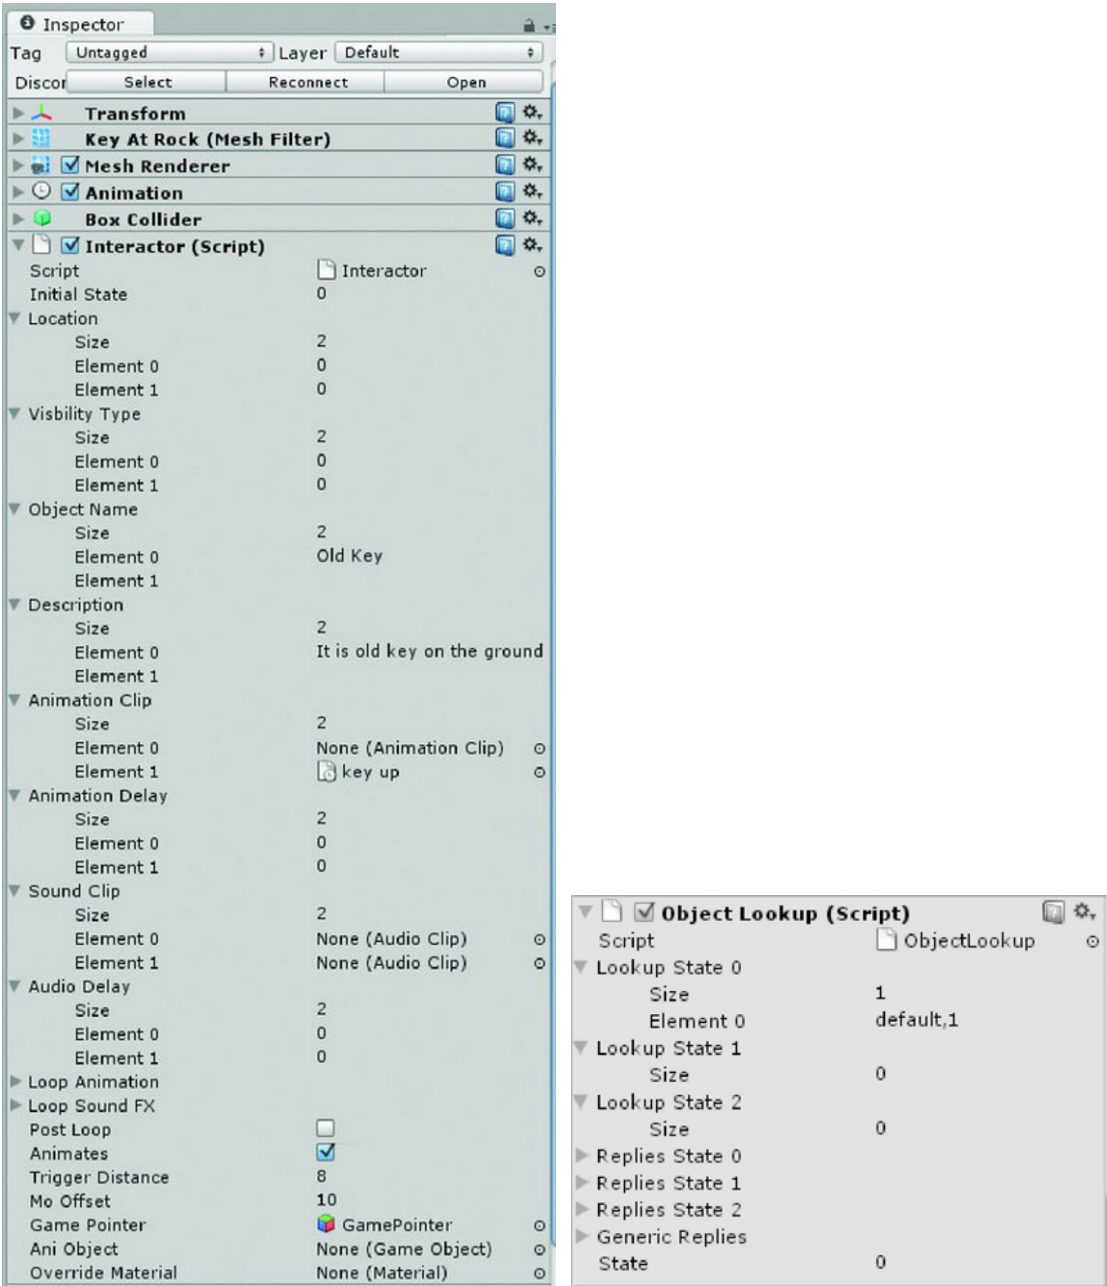 Inspector
Tag Untagged Layer Default
Discor Select Reconnect Open
Transform
Key At Rock (Mesh Filter)
Mesh Renderer
Animation
Box Collider
Interactor (Script)
Script Interactor
Initial State 0
Location
Size 2
Element 0 0
Element 1 0
Visbility Type
Size 2
Element 0 0
Element 1 0
Object Name
Size 2
Element 0 Old Key
Element 1
Description
Size 2
Element 0 It is old key on the ground
Element 1
Animation Clip
Size 2
Element 0 None (Animation Clip)
Element 1 key up
Animation Delay
Size 2
Element 0 0
Element 1 0
Sound Clip
Size 2
Element 0 None (Audio Clip)
Element 1 None (Audio Clip)
Audio Delay
Size 2
Element 0 0
Element 1 0
Loop Animation
Loop Sound FX
Post Loop
Animates
Trigger Distance 8
Mo Offset 10
Game Pointer GamePointer
Ani Object None (Game Object)
Override Material None (Material)
Object Lookup (Script)
Script ObjectLookup
Lookup State 0
Size 1
Element 0 default,1
Lookup State 1
Size 0
Lookup State 2
Size 0
Replies State 0
Replies State 1
Replies State 2
Generic Replies
State 0